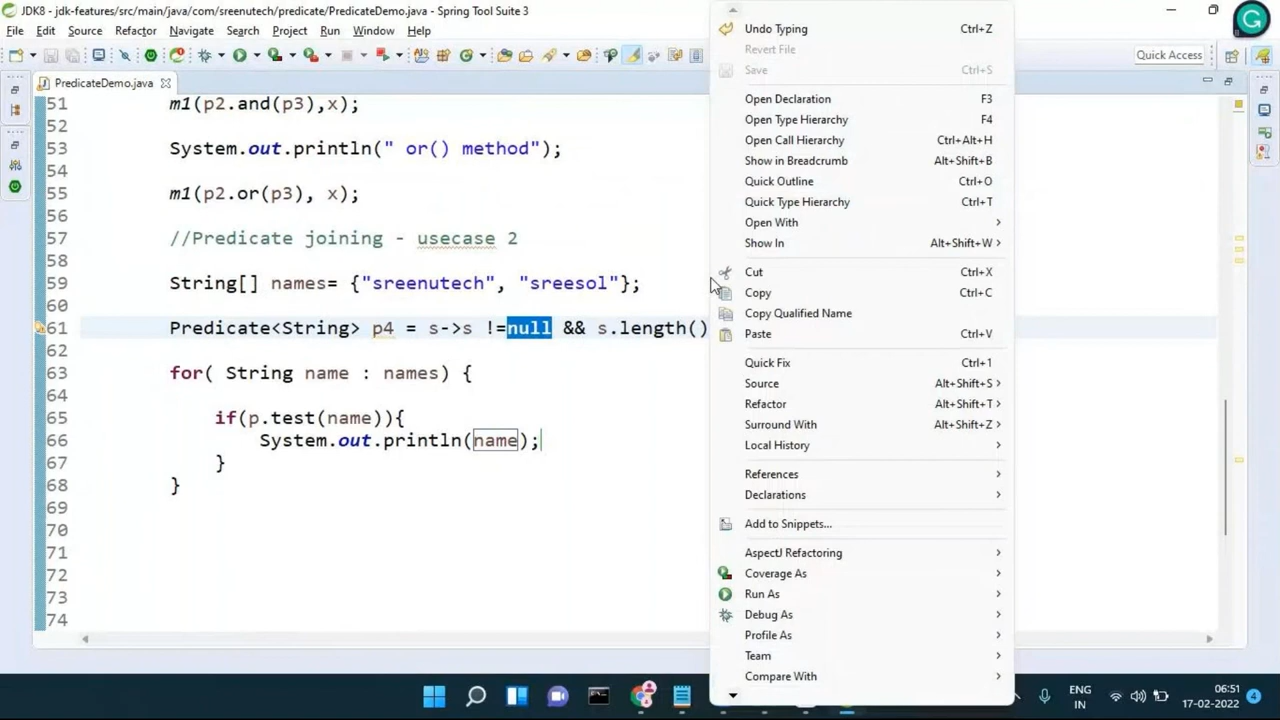 JDK8 - jdk-features/src/main/java/com/sreenutech/predicate/PredicateDemo.java - Spring Tool Suite 3
File Edit Source Refactor Navigate Search Project Run Window Help
Quick Access
PredicateDemo.java
51 m1(p2.and(p3),x);
52
53 System.out.println(" or() method");
54
55 m1(p2.or(p3), x);
56
57 //Predicate joining - usecase 2
58
59 String[] names= {"sreenutech", "sreesol"};
60
61 Predicate<String> p4 = s->s !=null && s.length()
62
63 for( String name : names) {
64
65 if(p.test(name)){
66 System.out.println(name);
67 }
68 }
69
70
71
72
73
74
Undo Typing Ctrl+Z
Revert File
Save Ctrl+S
Open Declaration F3
Open Type Hierarchy F4
Open Call Hierarchy Ctrl+Alt+H
Show in Breadcrumb Alt+Shift+B
Quick Outline Ctrl+O
Quick Type Hierarchy Ctrl+T
Open With
Show In Alt+Shift+W
Cut Ctrl+X
Copy Ctrl+C
Copy Qualified Name
Paste Ctrl+V
Quick Fix Ctrl+1
Source Alt+Shift+S
Refactor Alt+Shift+T
Surround With Alt+Shift+Z
Local History
References
Declarations
Add to Snippets...
AspectJ Refactoring
Coverage As
Run As
Debug As
Profile As
Team
Compare With
ENG
IN
06:51
17-02-2022
4